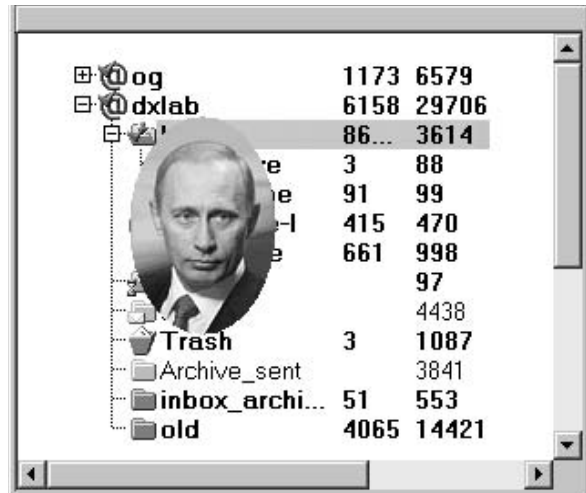 og 1173 6579
dxlab 6158 29706
86... 3614
re 3 88
ne 91 99
e-l 415 470
e 661 998
97
4438
Trash 3 1087
Archive_sent 3841
inbox_archi... 51 553
old 4065 14421